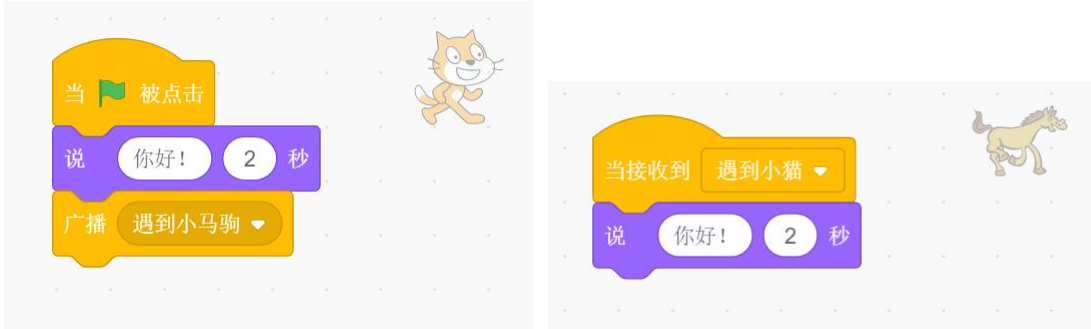 当 被点击
说 你好! 2 秒
广播 遇到小马驹
当接收到 遇到小猫
说 你好! 2 秒